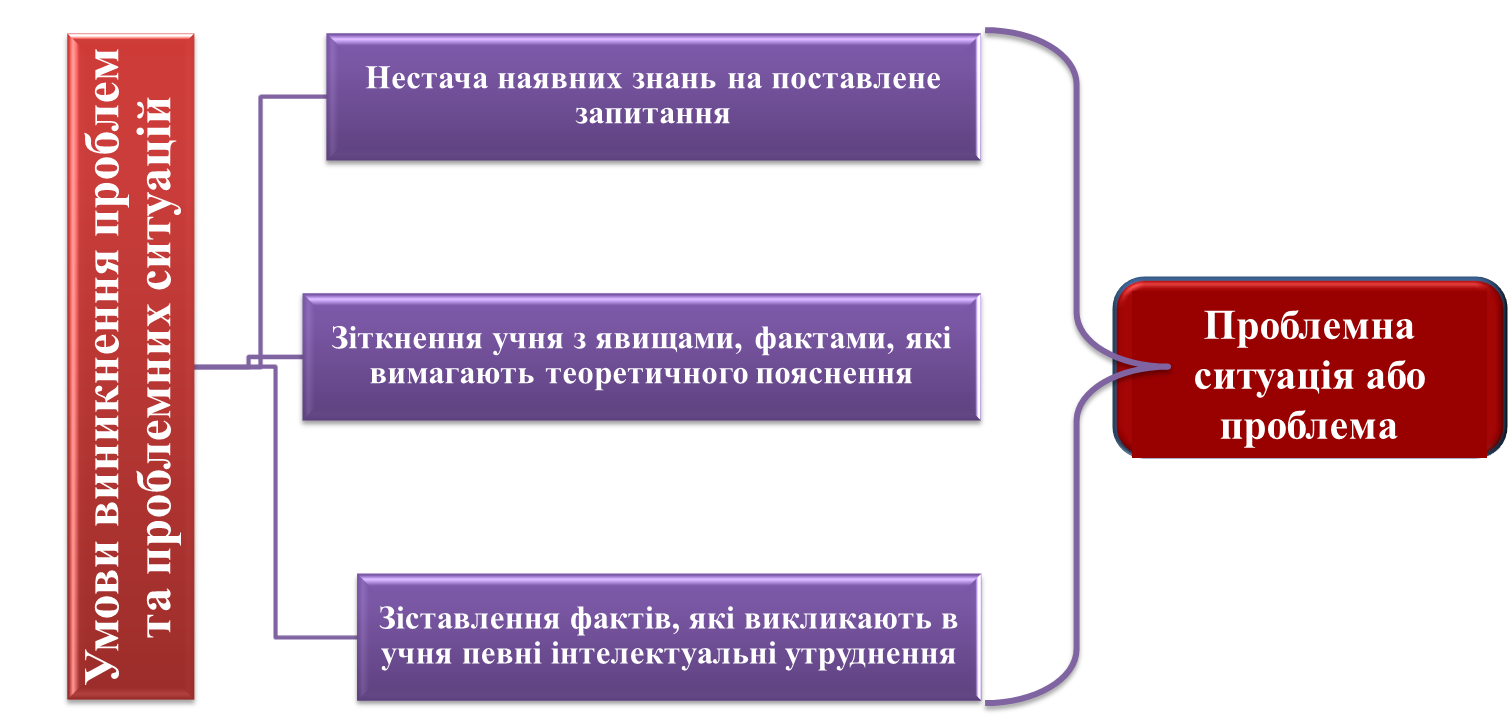 Умови виникнення проблем
та проблемних ситуацій
Нестача наявних знань на поставлене
запитання
Зіткнення учня з явищами, фактами, які
вимагають теоретичного пояснення
Зіставлення фактів, які викликають в
учня певні інтелектуальні утруднення
Проблемна
ситуація або
проблема